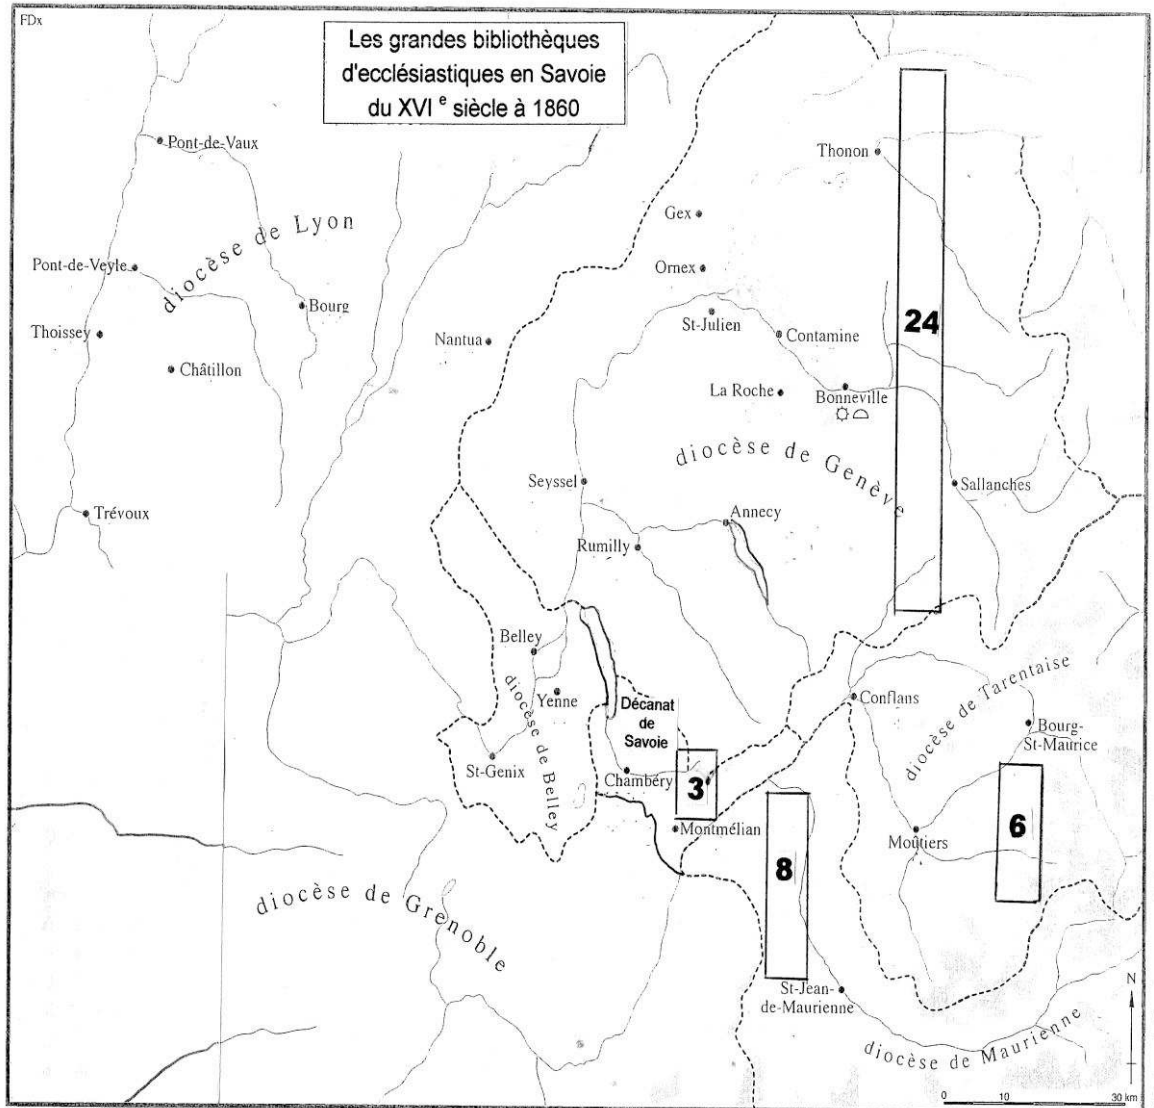 FDx
Les grandes bibliothèques
d'ecclésiastiques en Savoie
du XVI e siècle à 1860
Pont-de-Vaux
Thonon
diocèse de Lyon
Gex
Pont-de-Veyle
Ornex
Bourg
24
St-Julien
Thoissey
Nantua
Contamine
Châtillon
La Roche
Bonneville
diocèse de Genève
Seyssel
Sallanches
Trévoux
Annecy
Rumilly
Belley
diocèse de Tarentaise
Yenne
Décanat
de
Savoie
Conflans
diocèse de Belley
Bourg-
St-Maurice
St-Genix
Chambéry
3
6
Montmélian
Moûtiers
8
diocèse de Grenoble
St-Jean-
de-Maurienne
N
diocèse de Maurienne
0 10 30 km